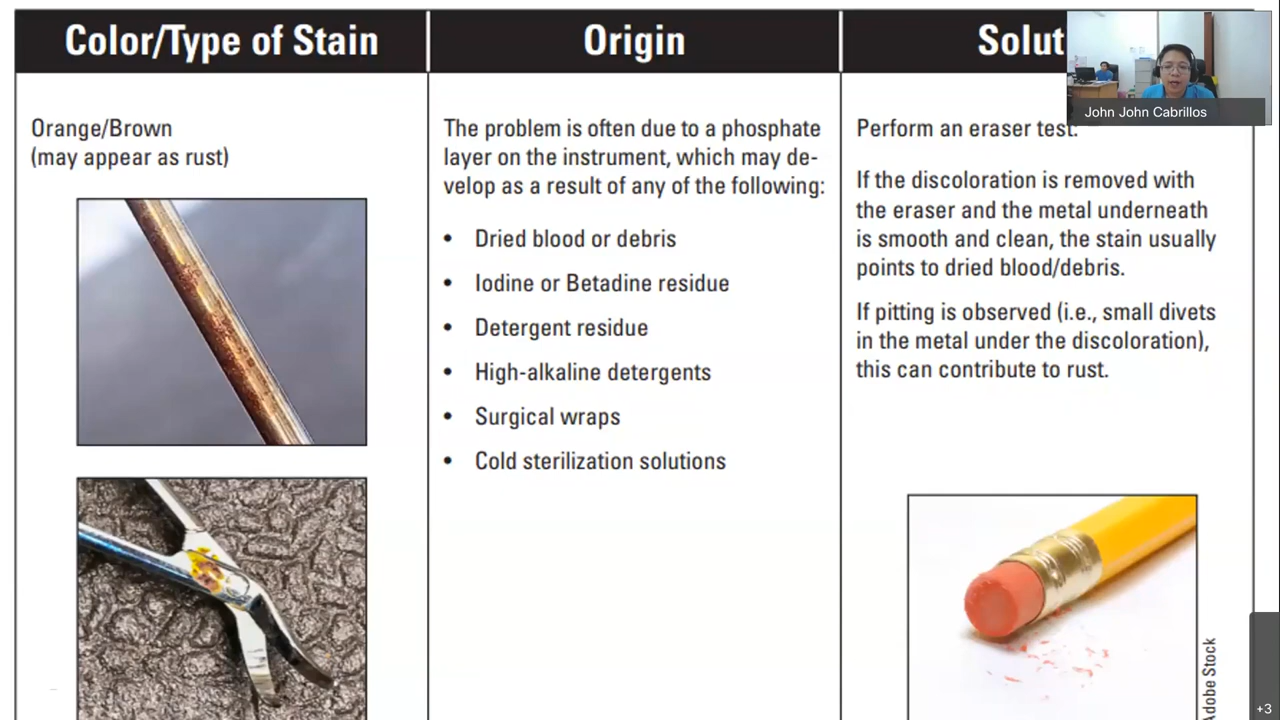 Color/Type of Stain
Origin
Solut
John John Cabrillos
Orange/Brown
(may appear as rust)
The problem is often due to a phosphate
layer on the instrument, which may de-
velop as a result of any of the following:
• Dried blood or debris
• Iodine or Betadine residue
• Detergent residue
• High-alkaline detergents
• Surgical wraps
• Cold sterilization solutions
Perform an eraser test:
If the discoloration is removed with
the eraser and the metal underneath
is smooth and clean, the stain usually
points to dried blood/debris.
If pitting is observed (i.e., small divets
in the metal under the discoloration),
this can contribute to rust.
Adobe Stock
+3